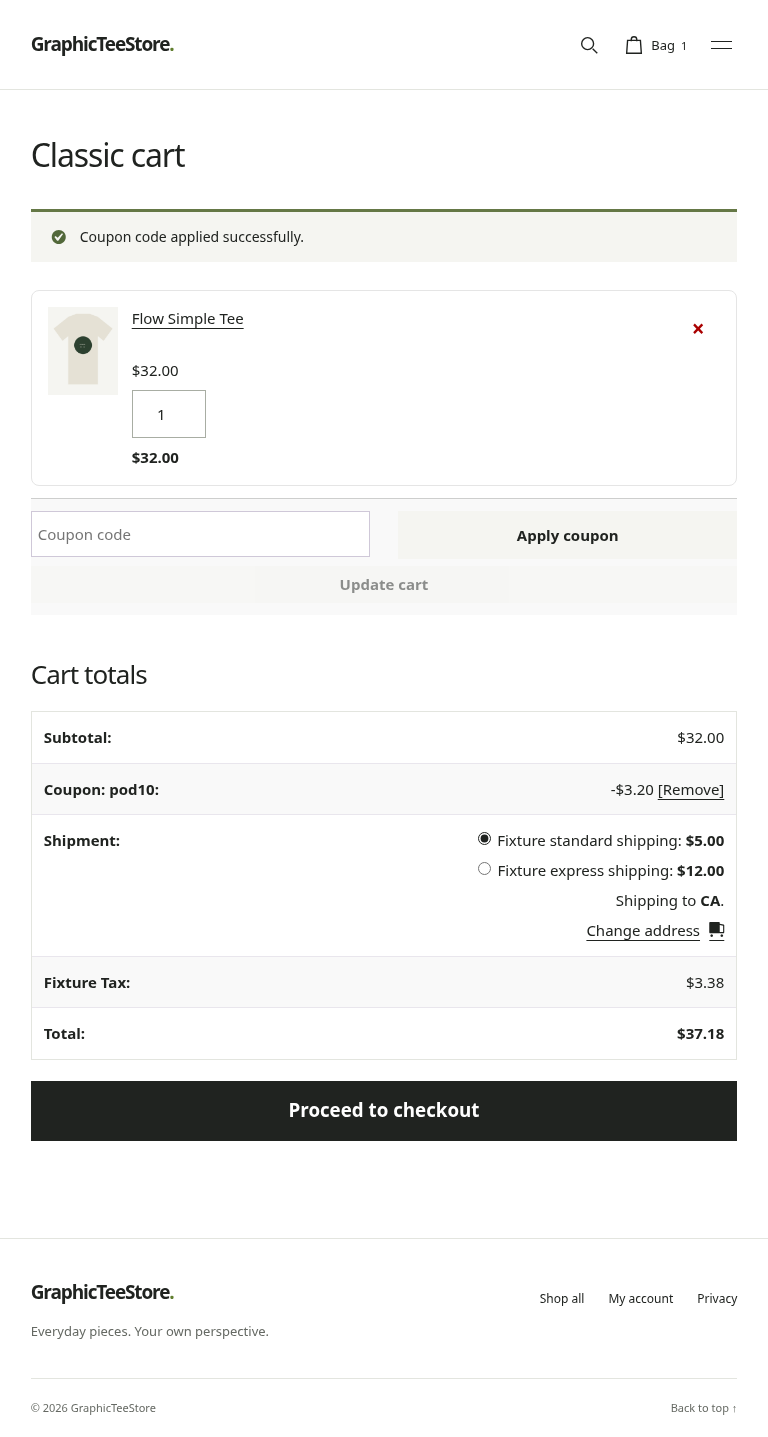 GraphicTeeStore.
Bag 1
Classic cart
Coupon code applied successfully.
Flow Simple Tee
×
$32.00
1
$32.00
Coupon code
Apply coupon
Update cart
Cart totals
Subtotal: $32.00
Coupon: pod10: -$3.20 [Remove]
Shipment: Fixture standard shipping: $5.00
Fixture express shipping: $12.00
Shipping to CA.
Change address
Fixture Tax: $3.38
Total: $37.18
Proceed to checkout
GraphicTeeStore.
Shop all My account Privacy
Everyday pieces. Your own perspective.
© 2026 GraphicTeeStore Back to top ↑